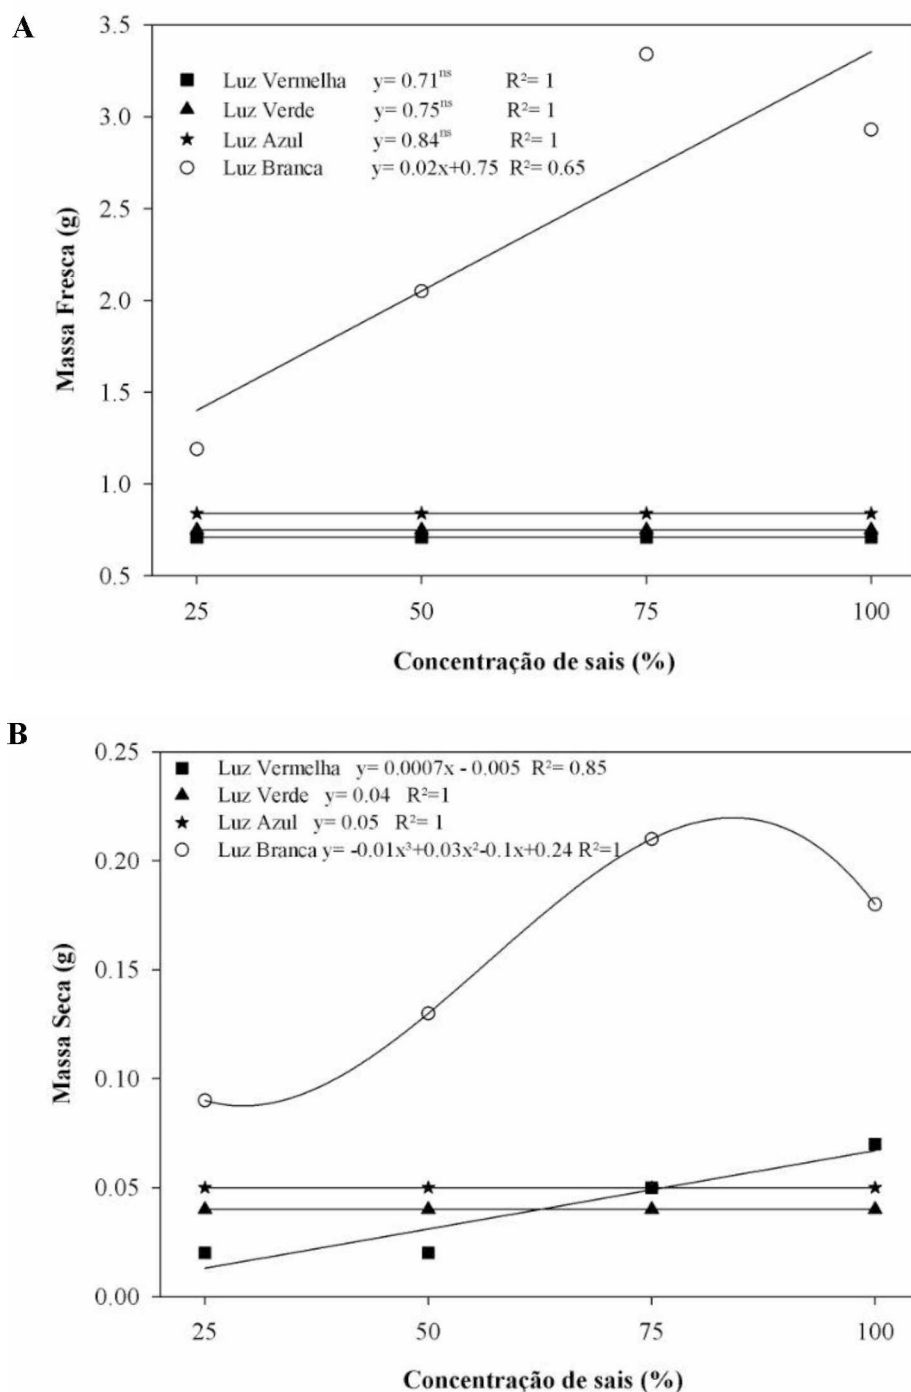 A
3.5
3.0
2.5
2.0
1.5
1.0
0.5
Massa Fresca (g)
Luz Vermelha y= 0.71ⁿˢ R²= 1
Luz Verde y= 0.75ⁿˢ R²= 1
Luz Azul y= 0.84ⁿˢ R²= 1
Luz Branca y= 0.02x+0.75 R²= 0.65
25 50 75 100
Concentração de sais (%)
B
0.25
0.20
0.15
0.10
0.05
0.00
Massa Seca (g)
Luz Vermelha y= 0.0007x - 0.005 R²= 0.85
Luz Verde y= 0.04 R²=1
Luz Azul y= 0.05 R²= 1
Luz Branca y= -0.01x³+0.03x²-0.1x+0.24 R²=1
25 50 75 100
Concentração de sais (%)